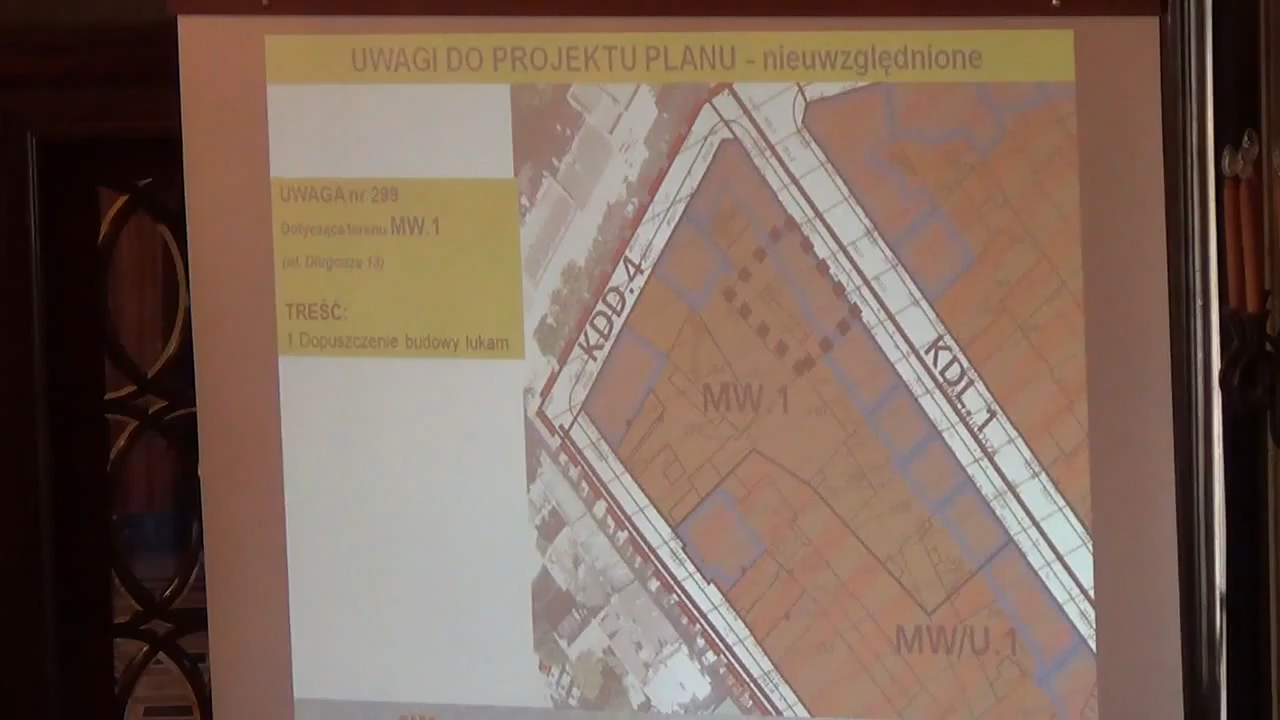 UWAGI DO PROJEKTU PLANU - nieuwzględnione
UWAGA nr 299
Dotycząca terenu MW.1
(ul. Długosza 13)
TREŚĆ:
1 Dopuszczenie budowy lukarn
KDD.4
KDL.1
MW.1
MW/U.1